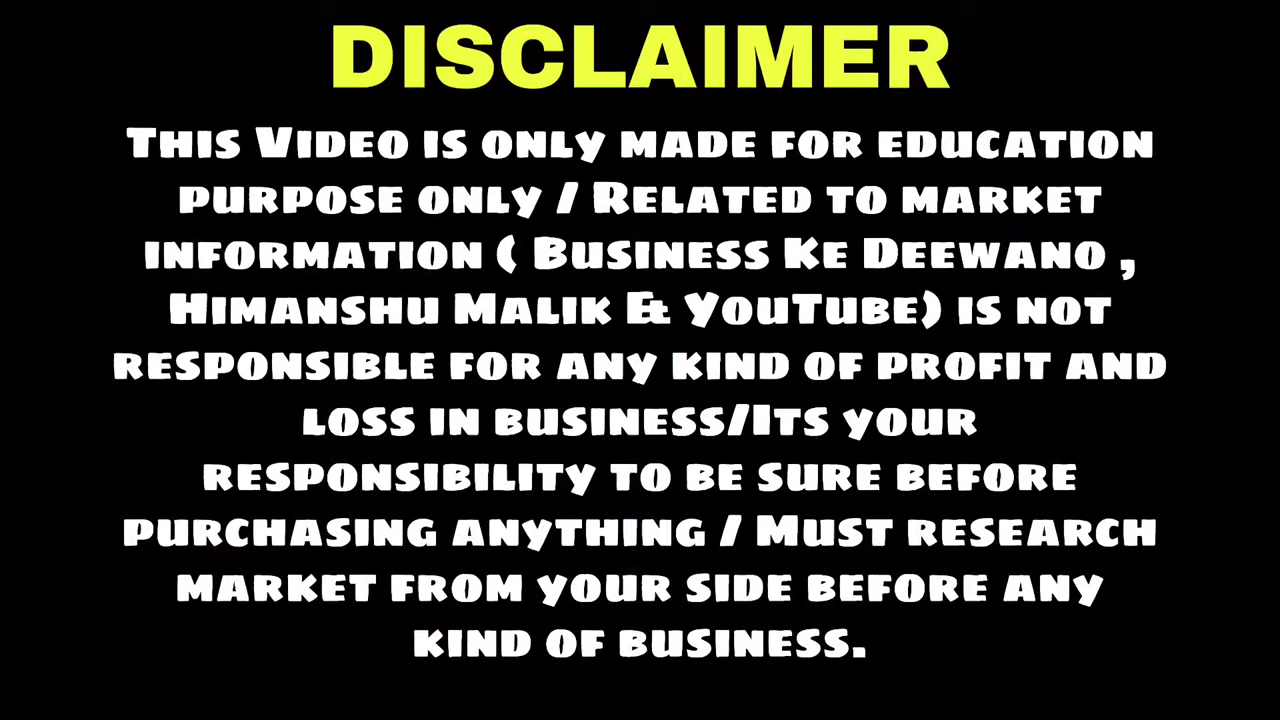 DISCLAIMER
This Video is only made for education
purpose only / Related to market
information ( Business Ke Deewano ,
Himanshu Malik & YouTube) is not
responsible for any kind of profit and
loss in business/Its your
responsibility to be sure before
purchasing anything / Must research
market from your side before any
kind of business.